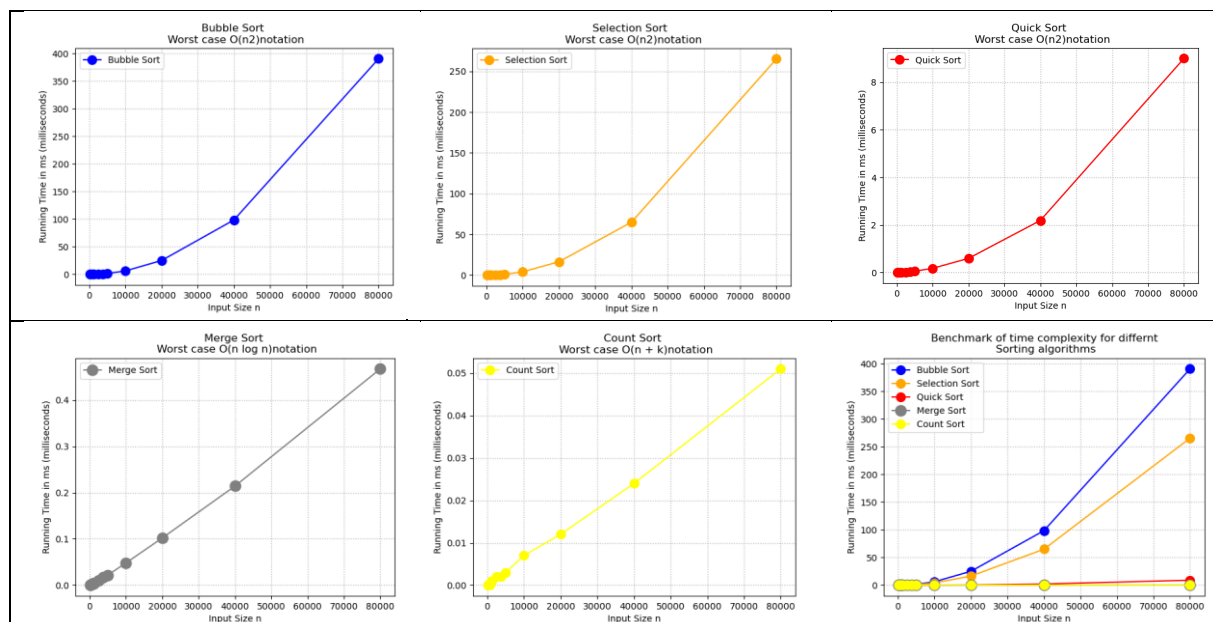 Bubble Sort
Worst case O(n2)notation
Bubble Sort
Running Time in ms (milliseconds)
400
350
300
250
200
150
100
50
0
0 10000 20000 30000 40000 50000 60000 70000 80000
Input Size n
Selection Sort
Worst case O(n2)notation
Selection Sort
Running Time in ms (milliseconds)
250
200
150
100
50
0
0 10000 20000 30000 40000 50000 60000 70000 80000
Input Size n
Quick Sort
Worst case O(n2)notation
Quick Sort
Running Time in ms (milliseconds)
8
6
4
2
0
0 10000 20000 30000 40000 50000 60000 70000 80000
Input Size n
Merge Sort
Worst case O(n log n)notation
Merge Sort
Running Time in ms (milliseconds)
0.4
0.3
0.2
0.1
0.0
0 10000 20000 30000 40000 50000 60000 70000 80000
Input Size n
Count Sort
Worst case O(n + k)notation
Count Sort
Running Time in ms (milliseconds)
0.05
0.04
0.03
0.02
0.01
0.00
0 10000 20000 30000 40000 50000 60000 70000 80000
Input Size n
Benchmark of time complexity for differnt
Sorting algorithms
Bubble Sort
Selection Sort
Quick Sort
Merge Sort
Count Sort
Running Time in ms (milliseconds)
400
350
300
250
200
150
100
50
0
0 10000 20000 30000 40000 50000 60000 70000 80000
Input Size n